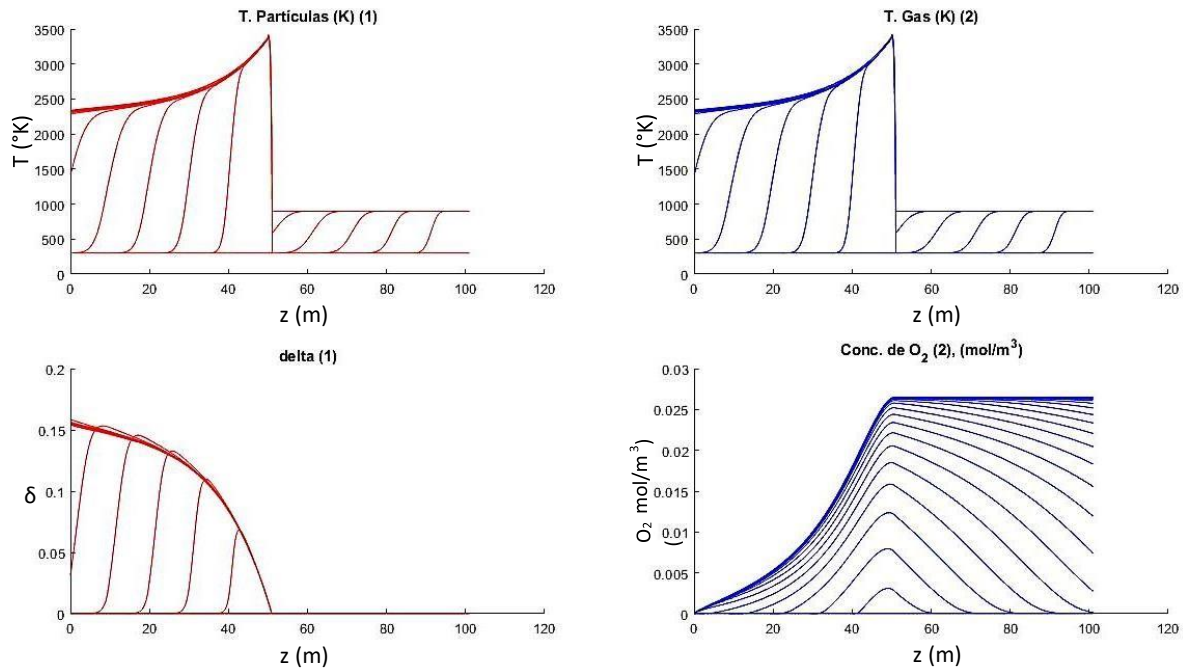 T. Partículas (K) (1)
T (°K)
3500
3000
2500
2000
1500
1000
500
0
0 20 40 60 80 100 120
z (m)
T. Gas (K) (2)
T (°K)
3500
3000
2500
2000
1500
1000
500
0
0 20 40 60 80 100 120
z (m)
delta (1)
δ
0.2
0.15
0.1
0.05
0
0 20 40 60 80 100 120
z (m)
Conc. de O₂ (2), (mol/m³)
O₂ mol/m³
(
0.03
0.025
0.02
0.015
0.01
0.005
0
0 20 40 60 80 100 120
z (m)